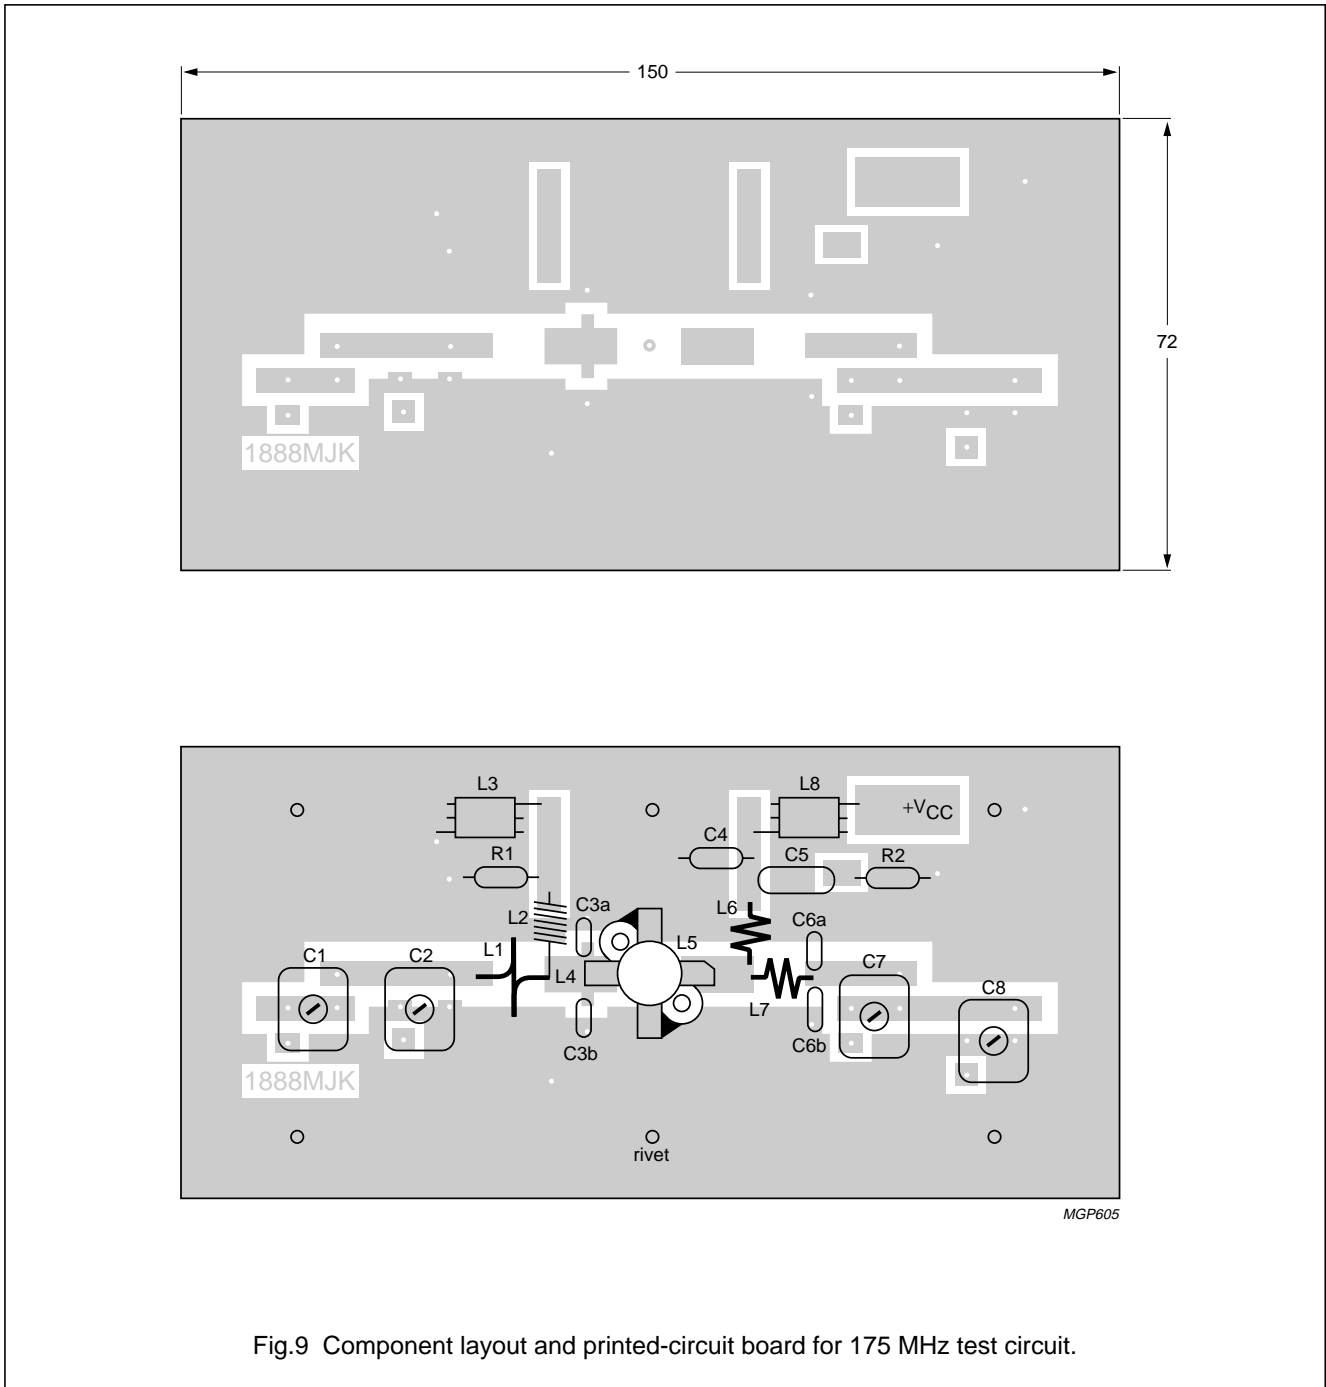 150
72
1888MJK
L3
L8
+VCC
C4
R1
C5
R2
C3a
L6
L2
C6a
L1
L5
C1
C2
C7
L4
C8
L7
C3b
C6b
1888MJK
rivet
MGP605
Fig.9 Component layout and printed-circuit board for 175 MHz test circuit.